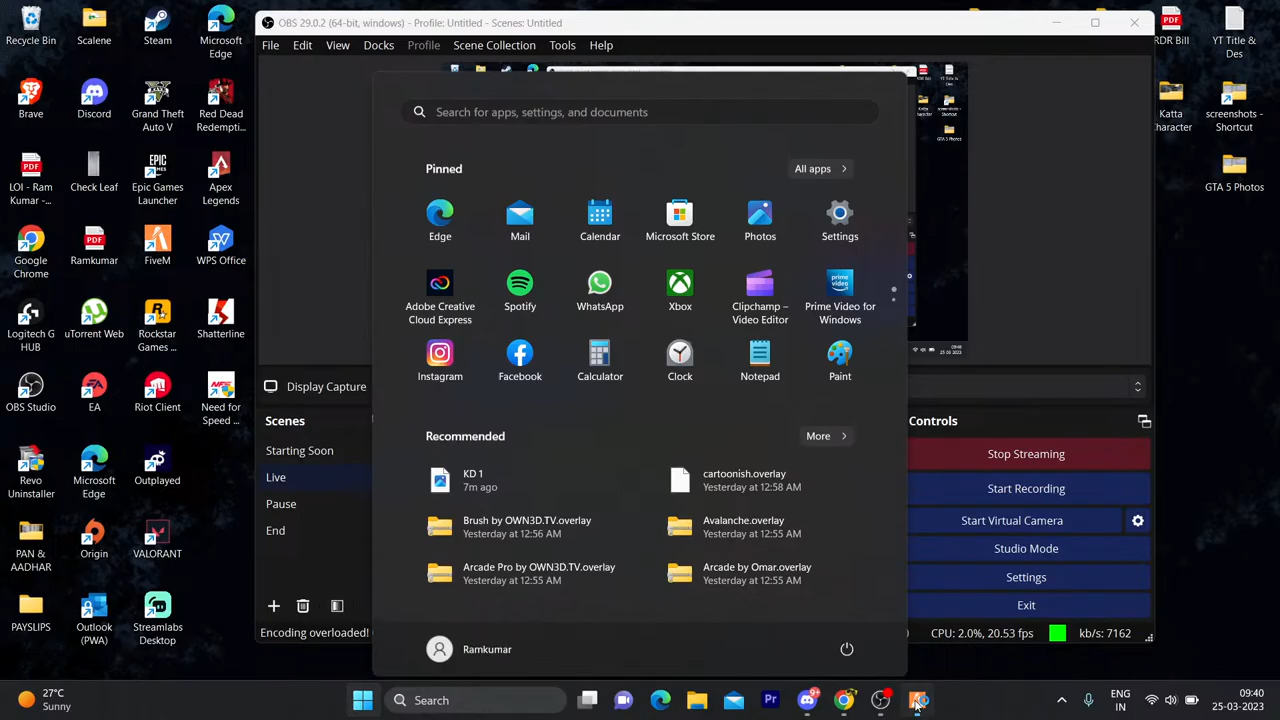 Recycle Bin
Scalene
Steam
Microsoft
Edge
Brave
Discord
Grand Theft
Auto V
Red Dead
Redempti...
LOI - Ram
Kumar -...
Check Leaf
Epic Games
Launcher
Apex
Legends
Google
Chrome
Ramkumar
FiveM
WPS Office
Logitech G
HUB
uTorrent Web
Rockstar
Games ...
Shatterline
OBS Studio
EA
Riot Client
Need for
Speed ...
Revo
Uninstaller
Microsoft
Edge
Outplayed
PAN &
AADHAR
Origin
VALORANT
PAYSLIPS
Outlook
(PWA)
Streamlabs
Desktop
OBS 29.0.2 (64-bit, windows) - Profile: Untitled - Scenes: Untitled
File Edit View Docks Profile Scene Collection Tools Help
Search for apps, settings, and documents
Pinned
All apps
Edge
Mail
Calendar
Microsoft Store
Photos
Settings
Adobe Creative
Cloud Express
Spotify
WhatsApp
Xbox
Clipchamp –
Video Editor
Prime Video for
Windows
Instagram
Facebook
Calculator
Clock
Notepad
Paint
Recommended
More
KD 1
7m ago
cartoonish.overlay
Yesterday at 12:58 AM
Brush by OWN3D.TV.overlay
Yesterday at 12:56 AM
Avalanche.overlay
Yesterday at 12:55 AM
Arcade Pro by OWN3D.TV.overlay
Yesterday at 12:55 AM
Arcade by Omar.overlay
Yesterday at 12:55 AM
Ramkumar
Display Capture
Scenes
Starting Soon
Live
Pause
End
Encoding overloaded!
Controls
Stop Streaming
Start Recording
Start Virtual Camera
Studio Mode
Settings
Exit
CPU: 2.0%, 20.53 fps
kb/s: 7162
RDR Bill
YT Title &
Des
Katta
Character
screenshots -
Shortcut
GTA 5 Photos
27°C
Sunny
Search
ENG
IN
09:40
25-03-2023